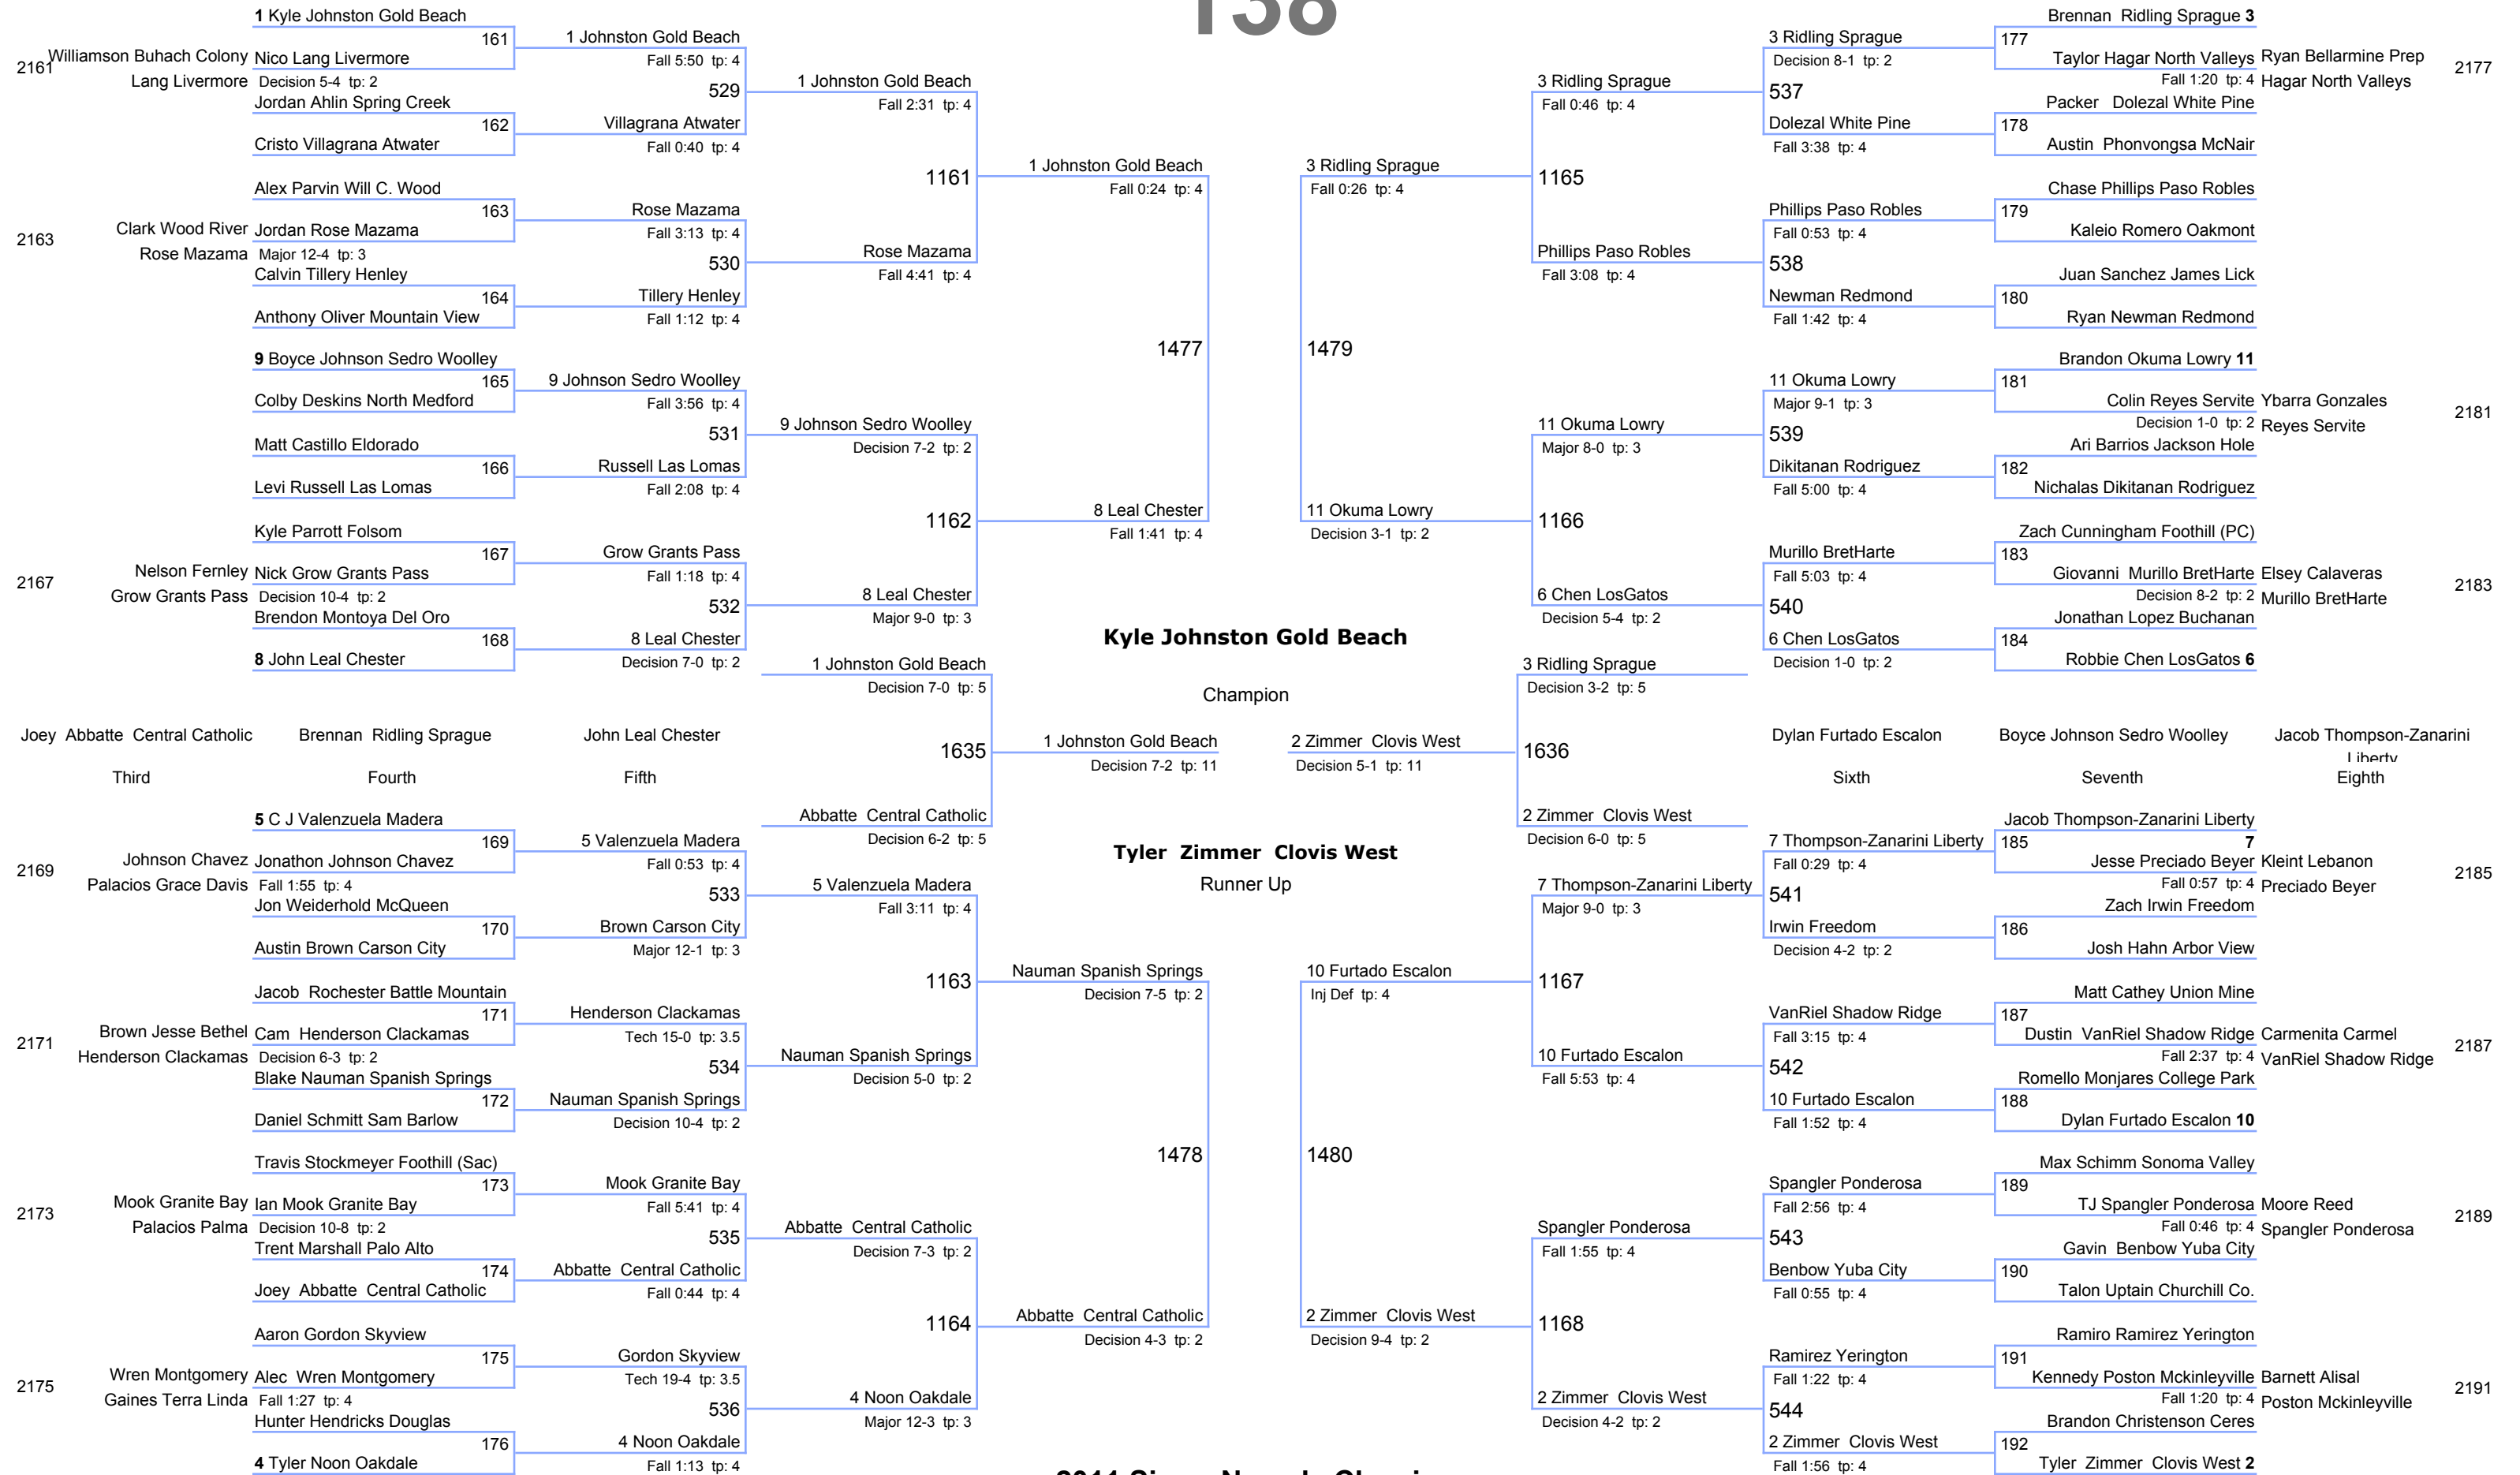 138
1 Kyle Johnston Gold Beach
161
2161
Williamson Buhach Colony
Nico Lang Livermore
Lang Livermore
Decision 5-4 tp: 2
Jordan Ahlin Spring Creek
162
Cristo Villagrana Atwater
Alex Parvin Will C. Wood
163
2163
Clark Wood River
Jordan Rose Mazama
Rose Mazama
Major 12-4 tp: 3
Calvin Tillery Henley
164
Anthony Oliver Mountain View
9 Boyce Johnson Sedro Woolley
165
Colby Deskins North Medford
Matt Castillo Eldorado
166
Levi Russell Las Lomas
Kyle Parrott Folsom
167
2167
Nelson Fernley
Nick Grow Grants Pass
Grow Grants Pass
Decision 10-4 tp: 2
Brendon Montoya Del Oro
168
8 John Leal Chester
1 Johnston Gold Beach
Fall 5:50 tp: 4
529
Villagrana Atwater
Fall 0:40 tp: 4
Rose Mazama
Fall 3:13 tp: 4
530
Tillery Henley
Fall 1:12 tp: 4
9 Johnson Sedro Woolley
Fall 3:56 tp: 4
531
Russell Las Lomas
Fall 2:08 tp: 4
Grow Grants Pass
Fall 1:18 tp: 4
532
8 Leal Chester
Decision 7-0 tp: 2
1 Johnston Gold Beach
Fall 2:31 tp: 4
1161
Rose Mazama
Fall 4:41 tp: 4
9 Johnson Sedro Woolley
Decision 7-2 tp: 2
1162
8 Leal Chester
Major 9-0 tp: 3
1 Johnston Gold Beach
Fall 0:24 tp: 4
1477
8 Leal Chester
Fall 1:41 tp: 4
3 Ridling Sprague
Fall 0:26 tp: 4
1479
11 Okuma Lowry
Decision 3-1 tp: 2
3 Ridling Sprague
Fall 0:46 tp: 4
1165
Phillips Paso Robles
Fall 3:08 tp: 4
11 Okuma Lowry
Major 8-0 tp: 3
1166
6 Chen LosGatos
Decision 5-4 tp: 2
3 Ridling Sprague
Decision 8-1 tp: 2
537
Dolezal White Pine
Fall 3:38 tp: 4
Phillips Paso Robles
Fall 0:53 tp: 4
538
Newman Redmond
Fall 1:42 tp: 4
11 Okuma Lowry
Major 9-1 tp: 3
539
Dikitanan Rodriguez
Fall 5:00 tp: 4
Murillo BretHarte
Fall 5:03 tp: 4
540
6 Chen LosGatos
Decision 1-0 tp: 2
Brennan Ridling Sprague 3
177
Taylor Hagar North Valleys
Ryan Bellarmine Prep
2177
Fall 1:20 tp: 4
Hagar North Valleys
Packer Dolezal White Pine
178
Austin Phonvongsa McNair
Chase Phillips Paso Robles
179
Kaleio Romero Oakmont
Juan Sanchez James Lick
180
Ryan Newman Redmond
Brandon Okuma Lowry 11
181
Colin Reyes Servite
Ybarra Gonzales
2181
Decision 1-0 tp: 2
Reyes Servite
Ari Barrios Jackson Hole
182
Nichalas Dikitanan Rodriguez
Zach Cunningham Foothill (PC)
183
Giovanni Murillo BretHarte
Elsey Calaveras
2183
Decision 8-2 tp: 2
Murillo BretHarte
Jonathan Lopez Buchanan
184
Robbie Chen LosGatos 6
Kyle Johnston Gold Beach
Champion
1 Johnston Gold Beach
Decision 7-0 tp: 5
1635
Abbatte Central Catholic
Decision 6-2 tp: 5
1 Johnston Gold Beach
Decision 7-2 tp: 11
2 Zimmer Clovis West
Decision 5-1 tp: 11
3 Ridling Sprague
Decision 3-2 tp: 5
1636
2 Zimmer Clovis West
Decision 6-0 tp: 5
Tyler Zimmer Clovis West
Runner Up
Joey Abbatte Central Catholic
Third
Brennan Ridling Sprague
Fourth
John Leal Chester
Fifth
Dylan Furtado Escalon
Sixth
Boyce Johnson Sedro Woolley
Seventh
Jacob Thompson-Zanarini
Liberty
Eighth
5 C J Valenzuela Madera
169
2169
Johnson Chavez
Jonathon Johnson Chavez
Palacios Grace Davis
Fall 1:55 tp: 4
Jon Weiderhold McQueen
170
Austin Brown Carson City
Jacob Rochester Battle Mountain
171
2171
Brown Jesse Bethel
Cam Henderson Clackamas
Henderson Clackamas
Decision 6-3 tp: 2
Blake Nauman Spanish Springs
172
Daniel Schmitt Sam Barlow
Travis Stockmeyer Foothill (Sac)
173
2173
Mook Granite Bay
Ian Mook Granite Bay
Palacios Palma
Decision 10-8 tp: 2
Trent Marshall Palo Alto
174
Joey Abbatte Central Catholic
Aaron Gordon Skyview
175
2175
Wren Montgomery
Alec Wren Montgomery
Gaines Terra Linda
Fall 1:27 tp: 4
Hunter Hendricks Douglas
176
4 Tyler Noon Oakdale
5 Valenzuela Madera
Fall 0:53 tp: 4
533
Brown Carson City
Major 12-1 tp: 3
Henderson Clackamas
Tech 15-0 tp: 3.5
534
Nauman Spanish Springs
Decision 10-4 tp: 2
Mook Granite Bay
Fall 5:41 tp: 4
535
Abbatte Central Catholic
Fall 0:44 tp: 4
Gordon Skyview
Tech 19-4 tp: 3.5
536
4 Noon Oakdale
Fall 1:13 tp: 4
5 Valenzuela Madera
Fall 3:11 tp: 4
1163
Nauman Spanish Springs
Decision 5-0 tp: 2
Abbatte Central Catholic
Decision 7-3 tp: 2
1164
4 Noon Oakdale
Major 12-3 tp: 3
Nauman Spanish Springs
Decision 7-5 tp: 2
1478
Abbatte Central Catholic
Decision 4-3 tp: 2
10 Furtado Escalon
Inj Def tp: 4
1480
2 Zimmer Clovis West
Decision 9-4 tp: 2
7 Thompson-Zanarini Liberty
Major 9-0 tp: 3
1167
10 Furtado Escalon
Fall 5:53 tp: 4
Spangler Ponderosa
Fall 1:55 tp: 4
1168
2 Zimmer Clovis West
Decision 4-2 tp: 2
7 Thompson-Zanarini Liberty
Fall 0:29 tp: 4
541
Irwin Freedom
Decision 4-2 tp: 2
VanRiel Shadow Ridge
Fall 3:15 tp: 4
542
10 Furtado Escalon
Fall 1:52 tp: 4
Spangler Ponderosa
Fall 2:56 tp: 4
543
Benbow Yuba City
Fall 0:55 tp: 4
Ramirez Yerington
Fall 1:22 tp: 4
544
2 Zimmer Clovis West
Fall 1:56 tp: 4
Jacob Thompson-Zanarini Liberty
185
7
Jesse Preciado Beyer
Kleint Lebanon
2185
Fall 0:57 tp: 4
Preciado Beyer
Zach Irwin Freedom
186
Josh Hahn Arbor View
Matt Cathey Union Mine
187
Dustin VanRiel Shadow Ridge
Carmenita Carmel
2187
Fall 2:37 tp: 4
VanRiel Shadow Ridge
Romello Monjares College Park
188
Dylan Furtado Escalon 10
Max Schimm Sonoma Valley
189
TJ Spangler Ponderosa
Moore Reed
2189
Fall 0:46 tp: 4
Spangler Ponderosa
Gavin Benbow Yuba City
190
Talon Uptain Churchill Co.
Ramiro Ramirez Yerington
191
Kennedy Poston Mckinleyville
Barnett Alisal
2191
Fall 1:20 tp: 4
Poston Mckinleyville
Brandon Christenson Ceres
192
Tyler Zimmer Clovis West 2